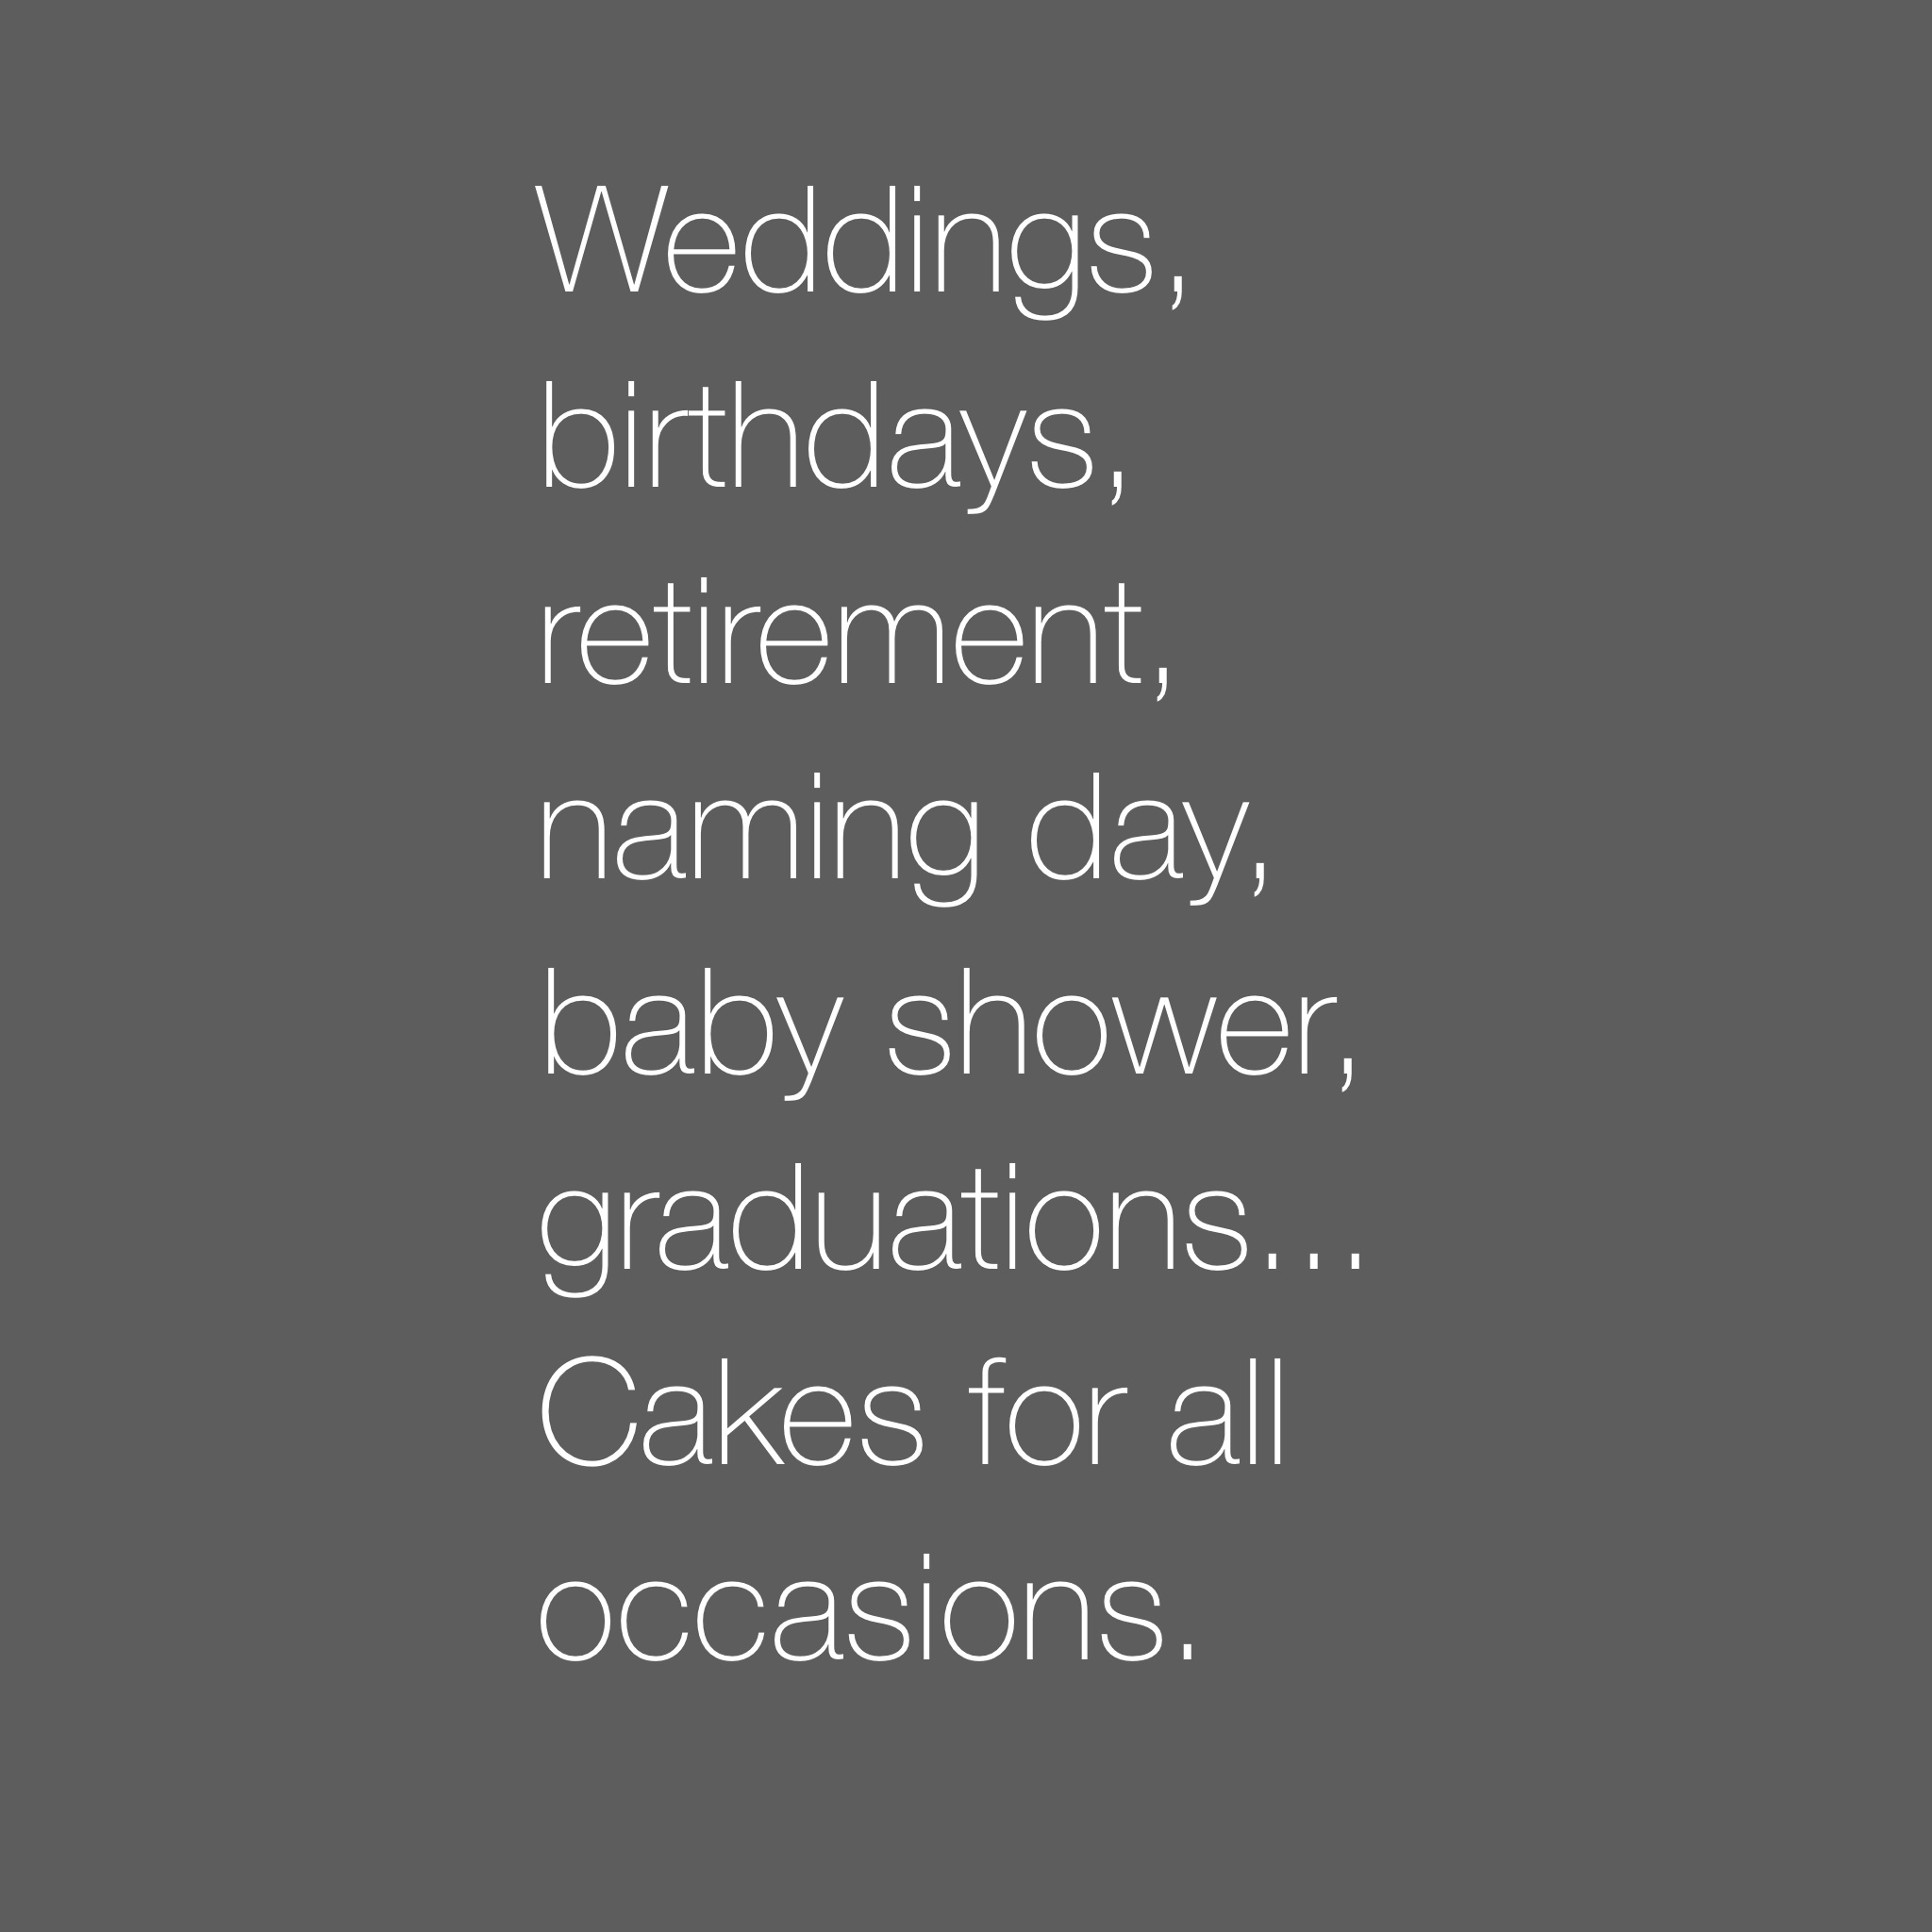 Weddings,
birthdays,
retirement,
naming day,
baby shower,
graduations...
Cakes for all
occasions.